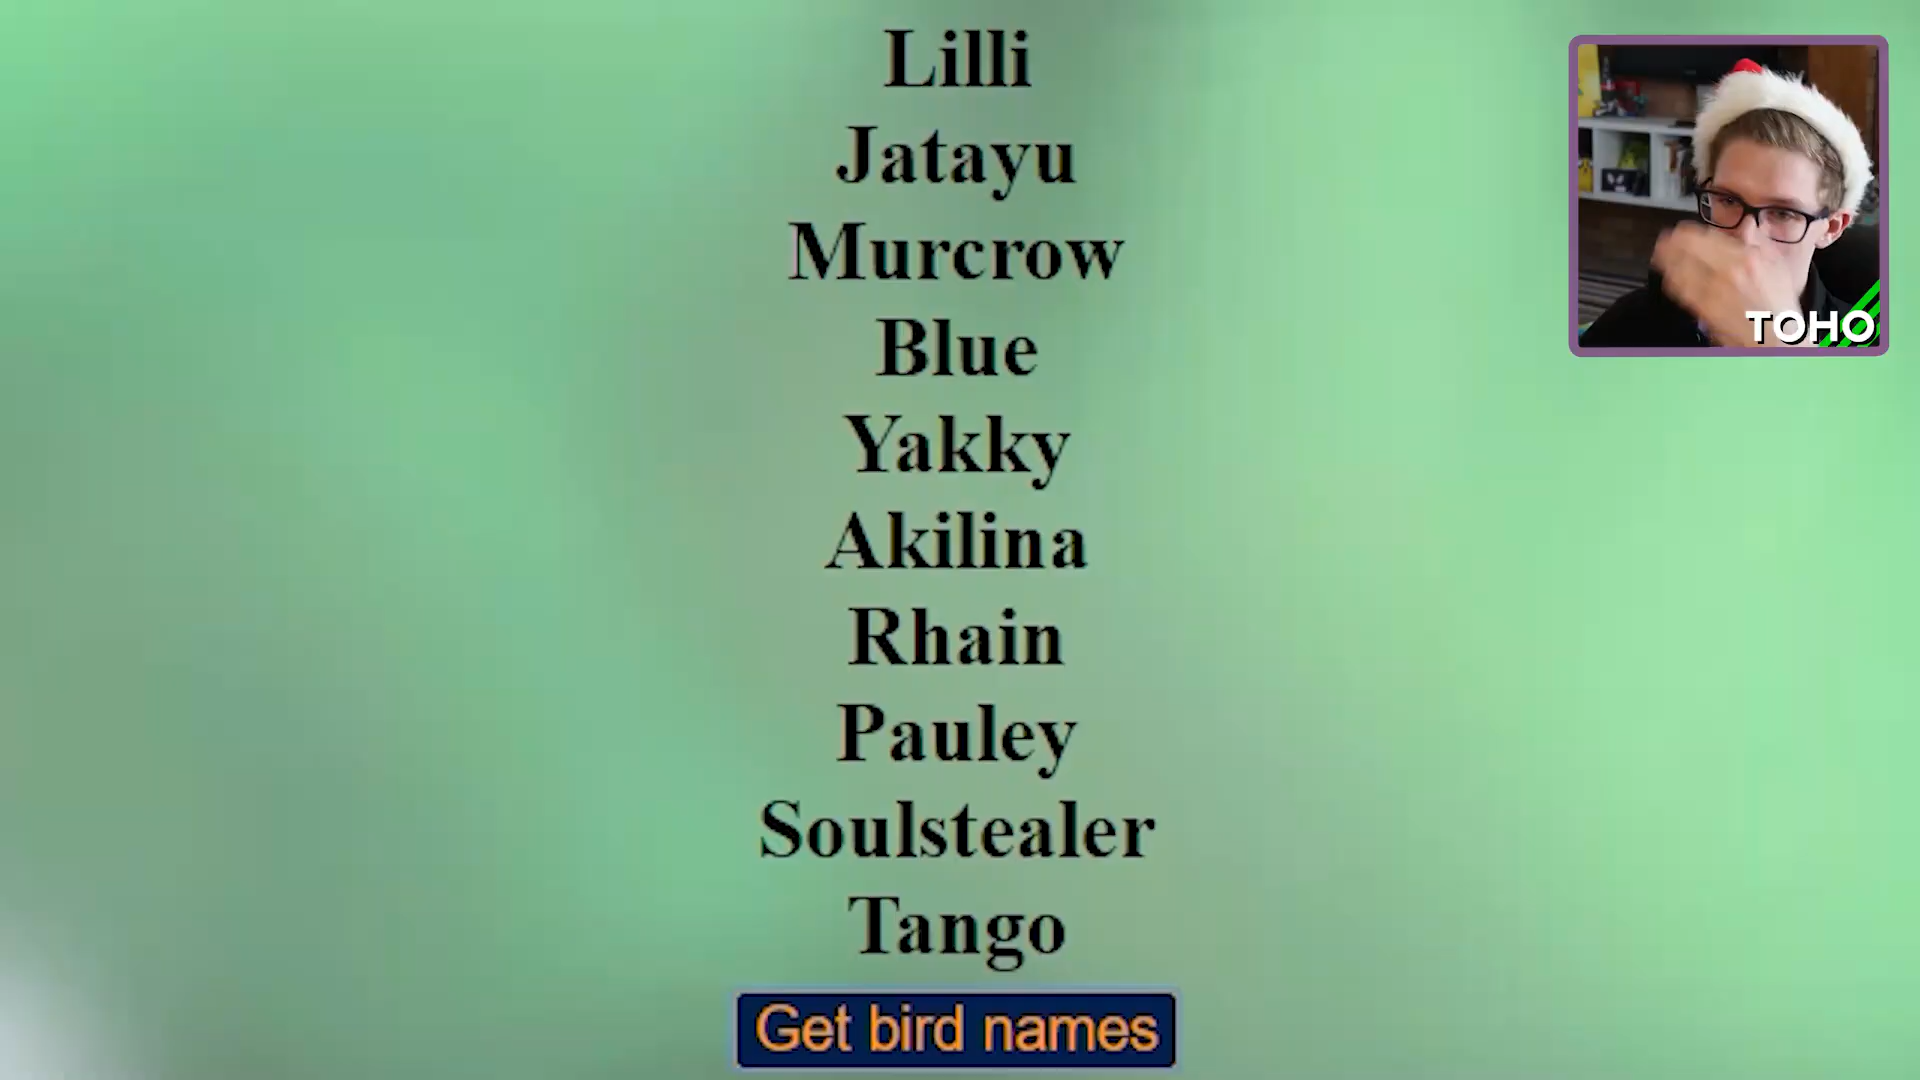 Lilli
Jatayu
Murcrow
Blue
Yakky
Akilina
Rhain
Pauley
Soulstealer
Tango
Get bird names
TOHO